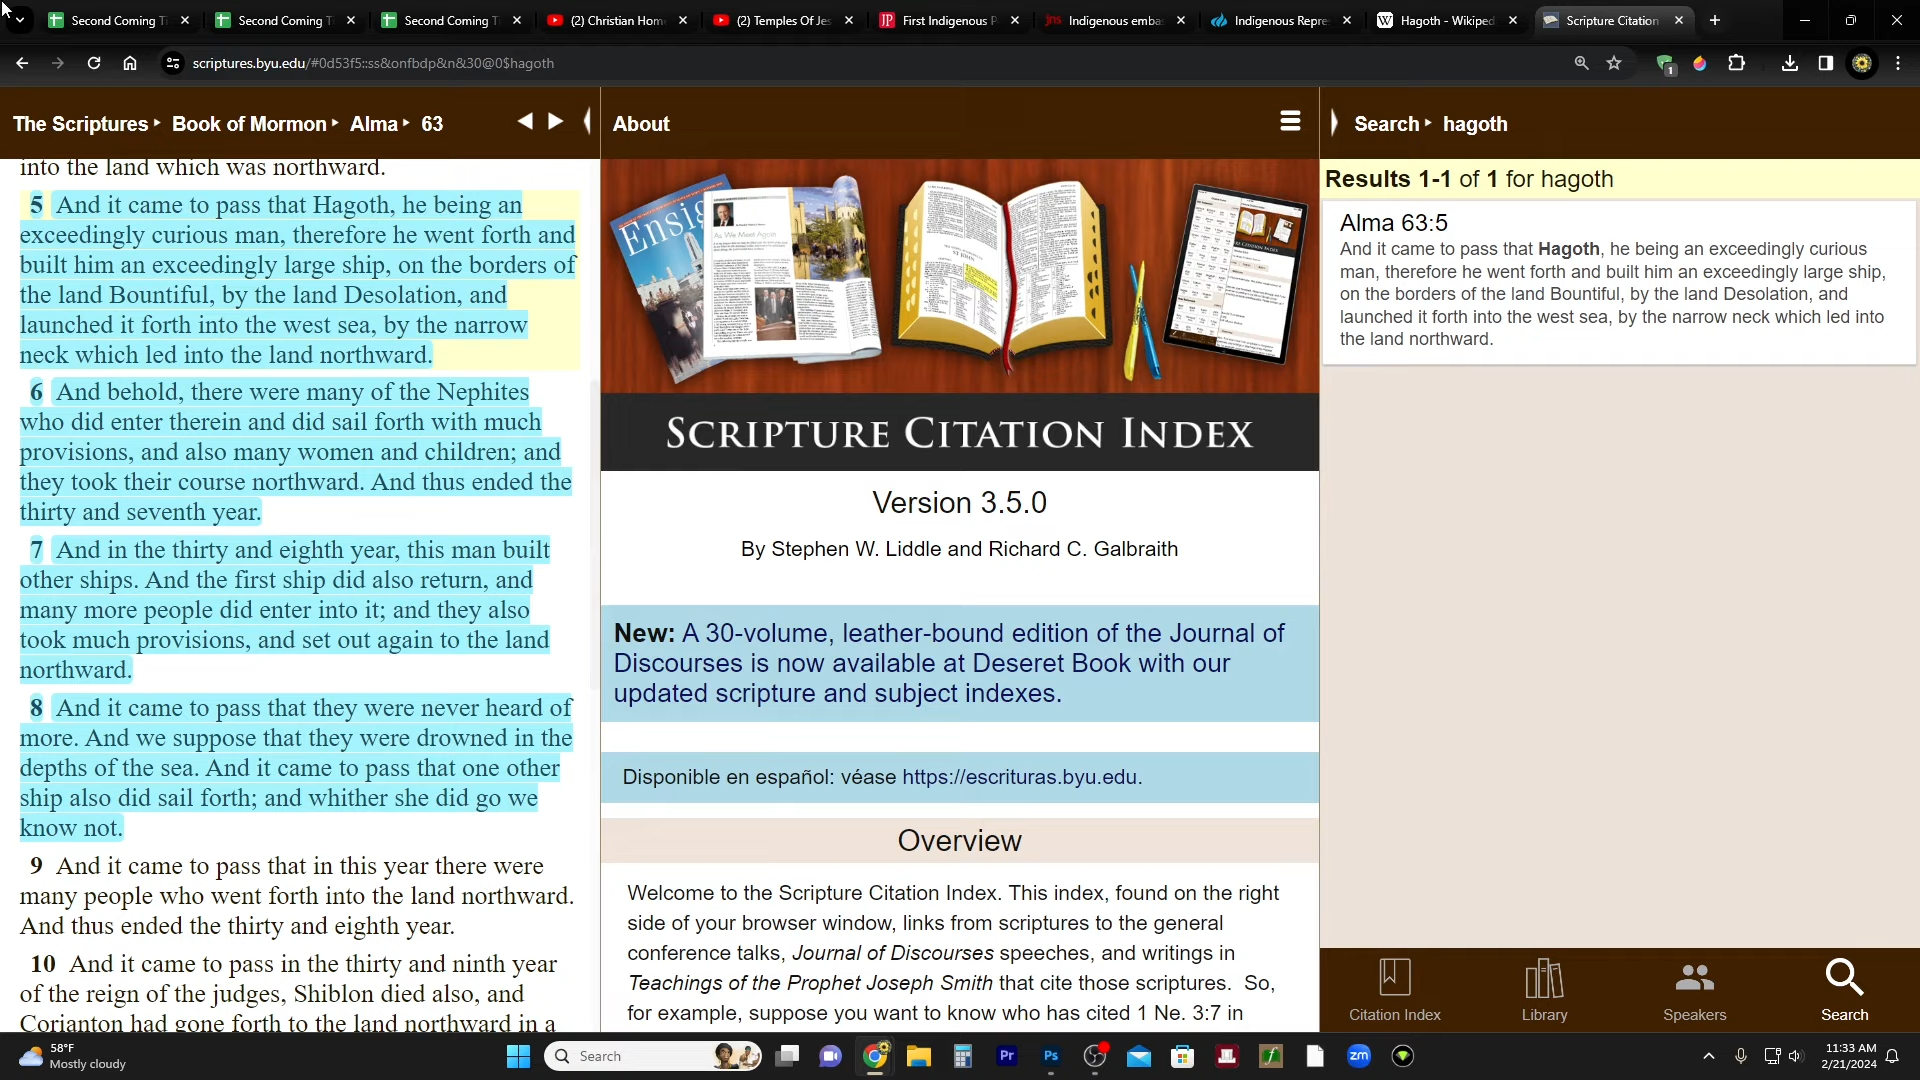 Second Coming T
Second Coming T
Second Coming T
(2) Christian Hom
(2) Temples Of Jes
First Indigenous P
Indigenous emba
Indigenous Repre
Hagoth - Wikiped
Scripture Citation
scriptures.byu.edu/#0d53f5::ss&onfbdp&n&30@0$hagoth
The Scriptures Book of Mormon Alma 63
into the land which was northward.
5 And it came to pass that Hagoth, he being an
exceedingly curious man, therefore he went forth and
built him an exceedingly large ship, on the borders of
the land Bountiful, by the land Desolation, and
launched it forth into the west sea, by the narrow
neck which led into the land northward.
6 And behold, there were many of the Nephites
who did enter therein and did sail forth with much
provisions, and also many women and children; and
they took their course northward. And thus ended the
thirty and seventh year.
7 And in the thirty and eighth year, this man built
other ships. And the first ship did also return, and
many more people did enter into it; and they also
took much provisions, and set out again to the land
northward.
8 And it came to pass that they were never heard of
more. And we suppose that they were drowned in the
depths of the sea. And it came to pass that one other
ship also did sail forth; and whither she did go we
know not.
9 And it came to pass that in this year there were
many people who went forth into the land northward.
And thus ended the thirty and eighth year.
10 And it came to pass in the thirty and ninth year
of the reign of the judges, Shiblon died also, and
Corianton had gone forth to the land northward in a
About
Ensig
As We Meet Again
SCRIPTURE CITATION INDEX
Version 3.5.0
By Stephen W. Liddle and Richard C. Galbraith
New: A 30-volume, leather-bound edition of the Journal of
Discourses is now available at Deseret Book with our
updated scripture and subject indexes.
Disponible en español: véase https://escrituras.byu.edu.
Overview
Welcome to the Scripture Citation Index. This index, found on the right
side of your browser window, links from scriptures to the general
conference talks, Journal of Discourses speeches, and writings in
Teachings of the Prophet Joseph Smith that cite those scriptures. So,
for example, suppose you want to know who has cited 1 Ne. 3:7 in
Search hagoth
Results 1-1 of 1 for hagoth
Alma 63:5
And it came to pass that Hagoth, he being an exceedingly curious
man, therefore he went forth and built him an exceedingly large ship,
on the borders of the land Bountiful, by the land Desolation, and
launched it forth into the west sea, by the narrow neck which led into
the land northward.
Citation Index
Library
Speakers
Search
58°F
Mostly cloudy
Search
11:33 AM
2/21/2024